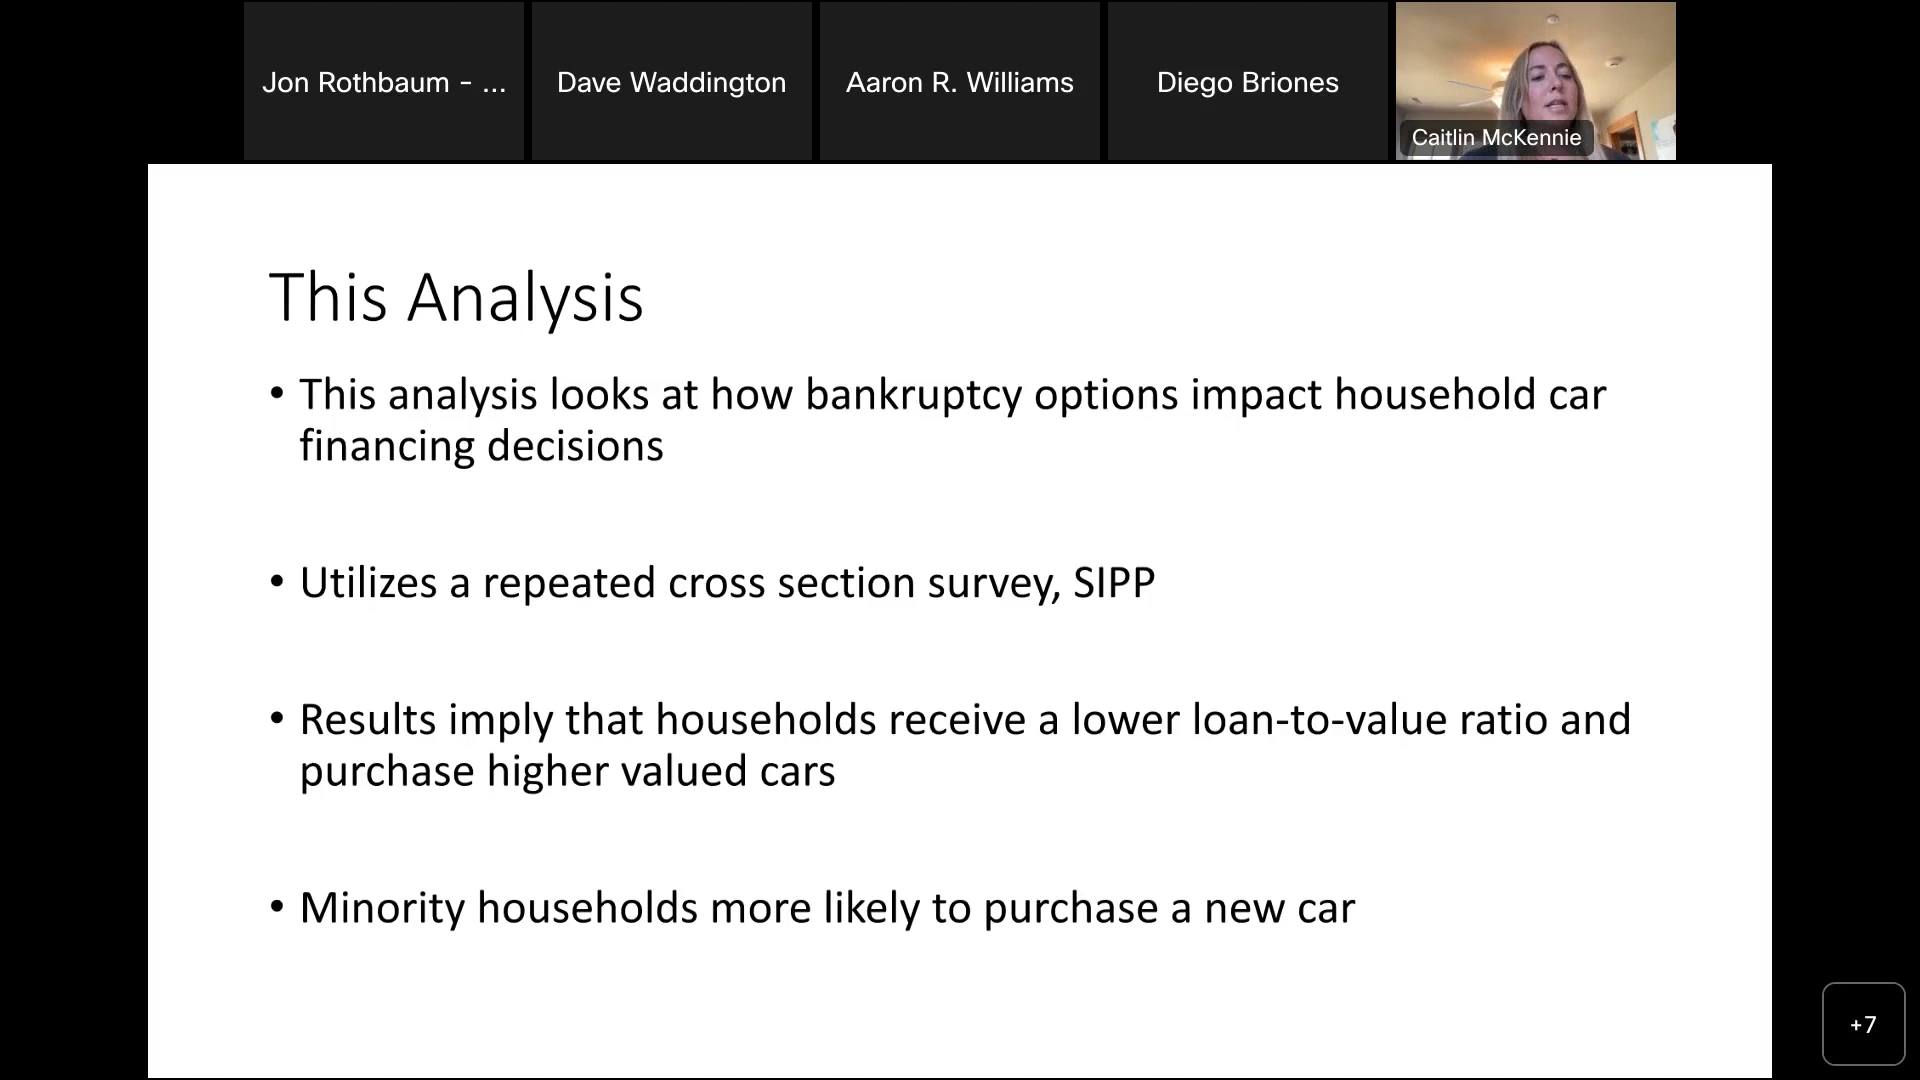 Jon Rothbaum - ...
Dave Waddington
Aaron R. Williams
Diego Briones
Caitlin McKennie
This Analysis
• This analysis looks at how bankruptcy options impact household car
financing decisions
• Utilizes a repeated cross section survey, SIPP
• Results imply that households receive a lower loan-to-value ratio and
purchase higher valued cars
• Minority households more likely to purchase a new car
+7